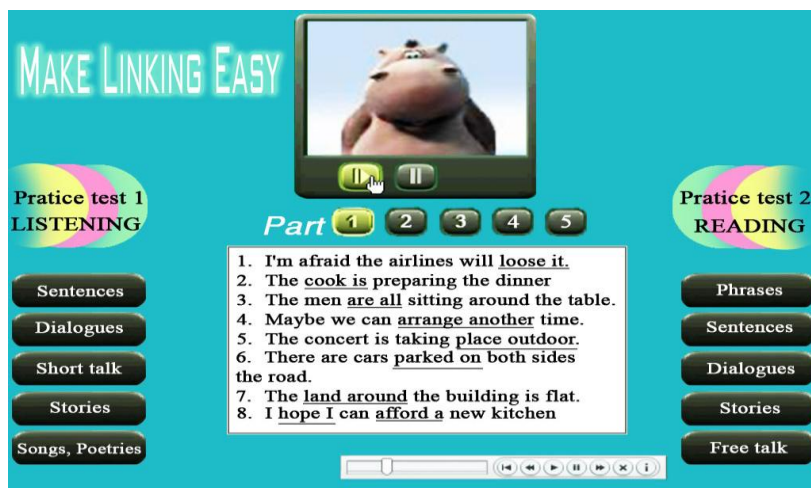 MAKE LINKING EASY
Pratice test 1
LISTENING
Sentences
Dialogues
Short talk
Stories
Songs, Poetries
Part 1 2 3 4 5
1. I'm afraid the airlines will loose it.
2. The cook is preparing the dinner
3. The men are all sitting around the table.
4. Maybe we can arrange another time.
5. The concert is taking place outdoor.
6. There are cars parked on both sides
the road.
7. The land around the building is flat.
8. I hope I can afford a new kitchen
Pratice test 2
READING
Phrases
Sentences
Dialogues
Stories
Free talk